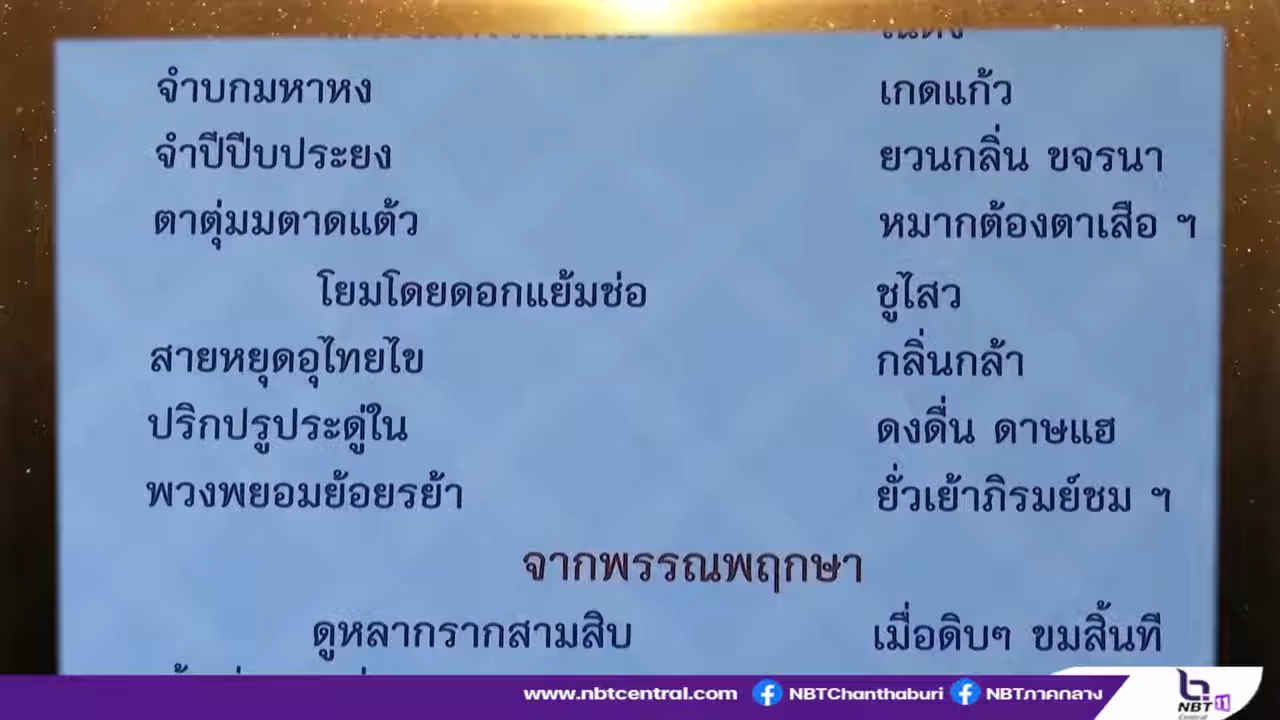 จำบกมหาหง เกดแก้ว
จำปีปีบประยง ยวนกลิ่น ขจรนา
ตาตุ่มมตาดแต้ว หมากต้องตาเสือ ฯ
โยมโดยดอกแย้มช่อ ชูไสว
สายหยุดอุไทยไข กลิ่นกล้า
ปริกปรูประดู่ใน ดงดื่น ดาษแฮ
พวงพยอมย้อยรย้า ยั่วเย้าภิรมย์ชม ฯ
จากพรรณพฤกษา
ดูหลากรากสามสิบ เมื่อดิบๆ ขมสิ้นที
www.nbtcentral.com NBTChanthaburi NBTภาคกลาง
NBT 11
Central